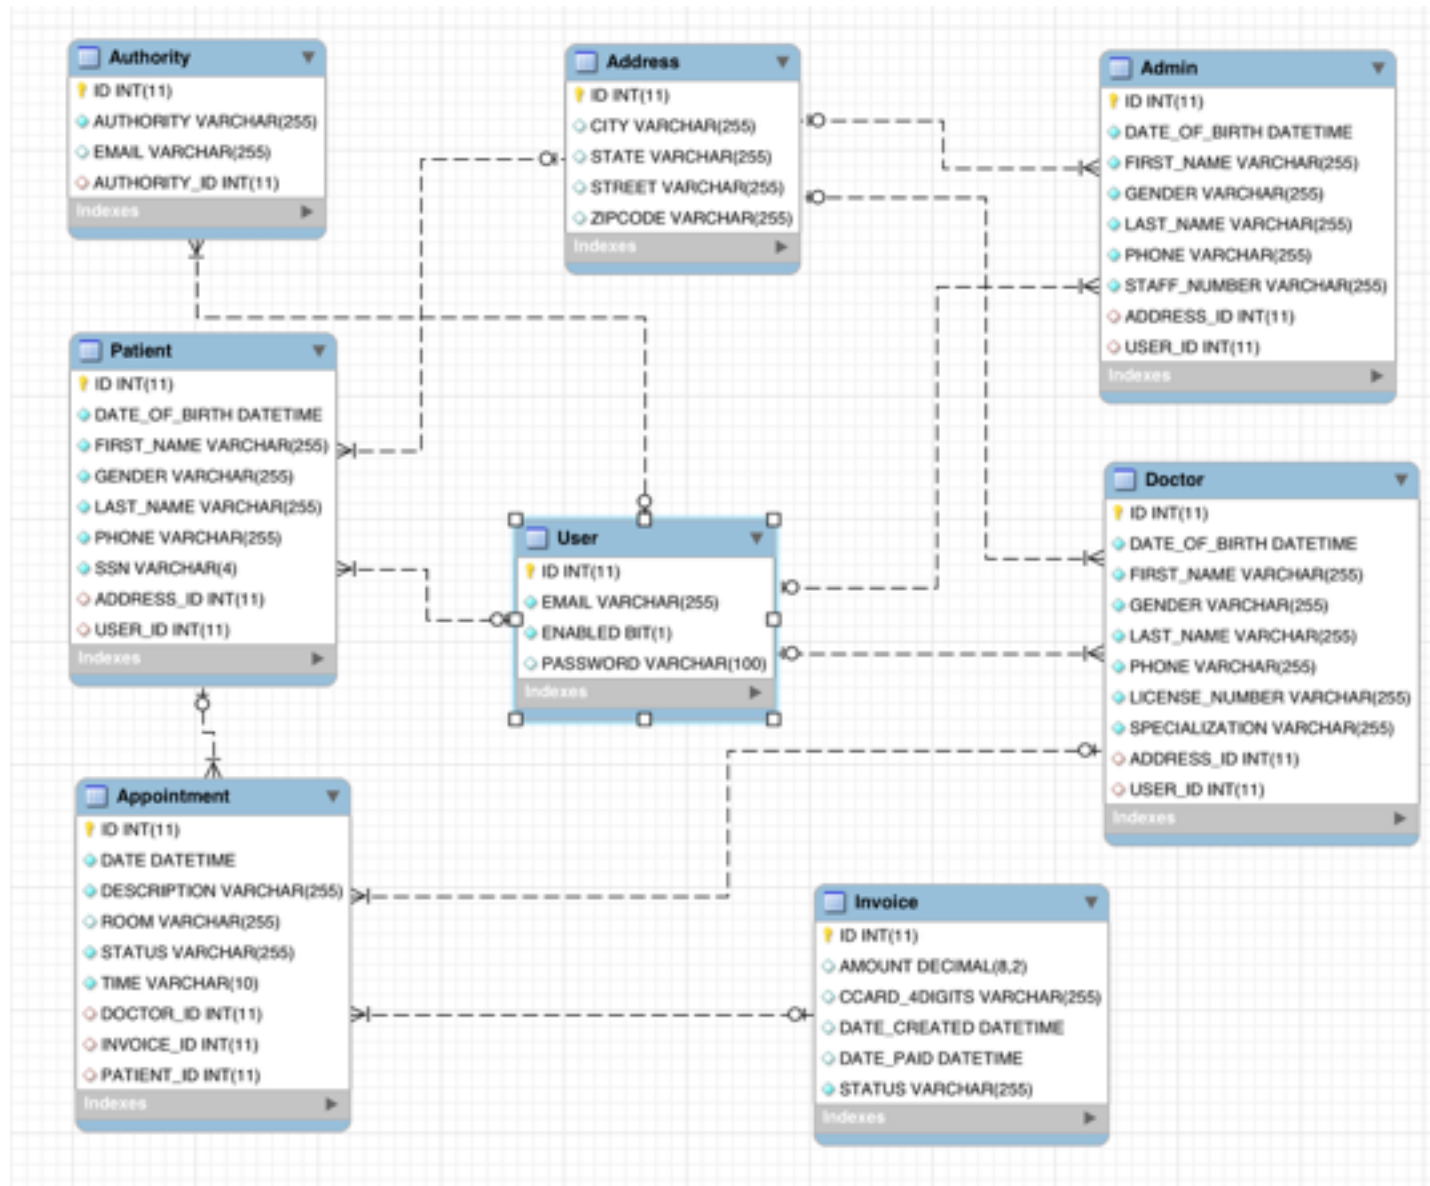 Authority
ID INT(11)
AUTHORITY VARCHAR(255)
EMAIL VARCHAR(255)
AUTHORITY_ID INT(11)
Indexes
Address
ID INT(11)
CITY VARCHAR(255)
STATE VARCHAR(255)
STREET VARCHAR(255)
ZIPCODE VARCHAR(255)
Indexes
Admin
ID INT(11)
DATE_OF_BIRTH DATETIME
FIRST_NAME VARCHAR(255)
GENDER VARCHAR(255)
LAST_NAME VARCHAR(255)
PHONE VARCHAR(255)
STAFF_NUMBER VARCHAR(255)
ADDRESS_ID INT(11)
USER_ID INT(11)
Indexes
Patient
ID INT(11)
DATE_OF_BIRTH DATETIME
FIRST_NAME VARCHAR(255)
GENDER VARCHAR(255)
LAST_NAME VARCHAR(255)
PHONE VARCHAR(255)
SSN VARCHAR(4)
ADDRESS_ID INT(11)
USER_ID INT(11)
Indexes
User
ID INT(11)
EMAIL VARCHAR(255)
ENABLED BIT(1)
PASSWORD VARCHAR(100)
Indexes
Doctor
ID INT(11)
DATE_OF_BIRTH DATETIME
FIRST_NAME VARCHAR(255)
GENDER VARCHAR(255)
LAST_NAME VARCHAR(255)
PHONE VARCHAR(255)
LICENSE_NUMBER VARCHAR(255)
SPECIALIZATION VARCHAR(255)
ADDRESS_ID INT(11)
USER_ID INT(11)
Indexes
Appointment
ID INT(11)
DATE DATETIME
DESCRIPTION VARCHAR(255)
ROOM VARCHAR(255)
STATUS VARCHAR(255)
TIME VARCHAR(10)
DOCTOR_ID INT(11)
INVOICE_ID INT(11)
PATIENT_ID INT(11)
Indexes
Invoice
ID INT(11)
AMOUNT DECIMAL(8,2)
CCARD_4DIGITS VARCHAR(255)
DATE_CREATED DATETIME
DATE_PAID DATETIME
STATUS VARCHAR(255)
Indexes